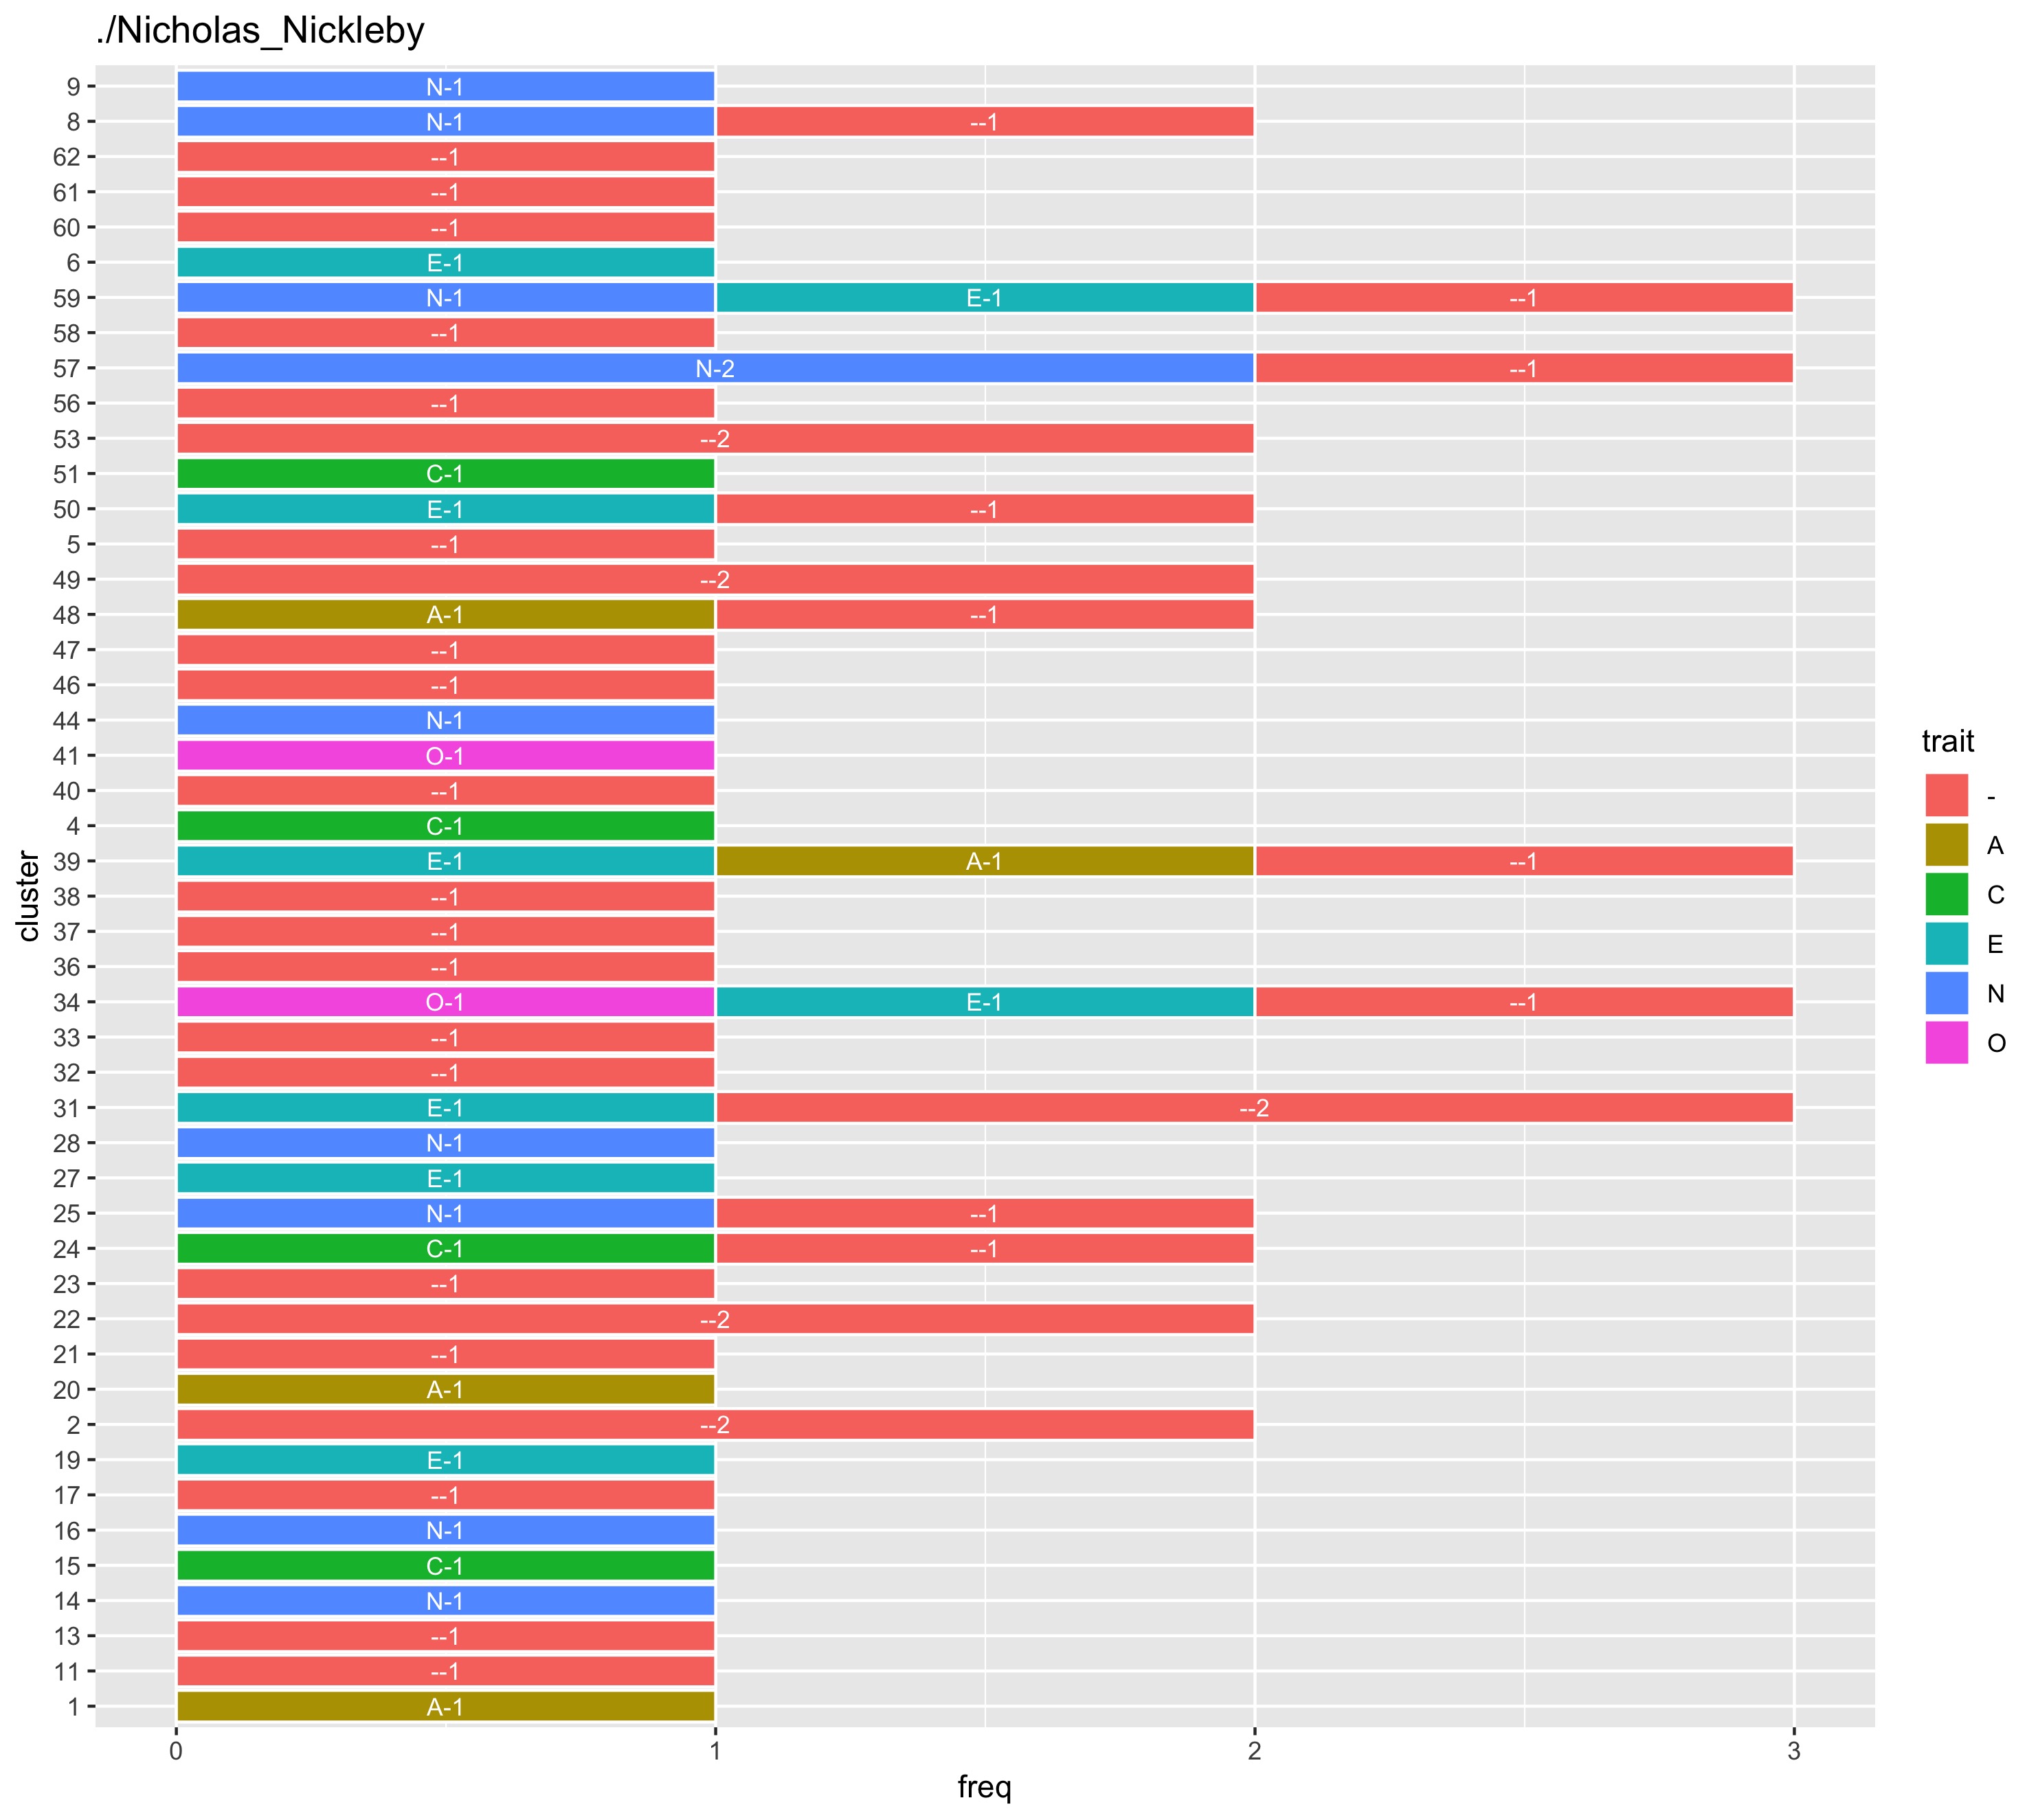 ./Nicholas_Nickleby
9 N-1
8 N-1 --1
62 --1
61 --1
60 --1
6 E-1
59 N-1 E-1 --1
58 --1
57 N-2 --1
56 --1
53 --2
51 C-1
50 E-1 --1
5 --1
49 --2
48 A-1 --1
47 --1
46 --1
44 N-1
41 O-1
40 --1
4 C-1
39 E-1 A-1 --1
38 --1
37 --1
36 --1
34 O-1 E-1 --1
33 --1
32 --1
31 E-1 --2
28 N-1
27 E-1
25 N-1 --1
24 C-1 --1
23 --1
22 --2
21 --1
20 A-1
2 --2
19 E-1
17 --1
16 N-1
15 C-1
14 N-1
13 --1
11 --1
1 A-1
0 1 2 3
freq
cluster
trait
-
A
C
E
N
O